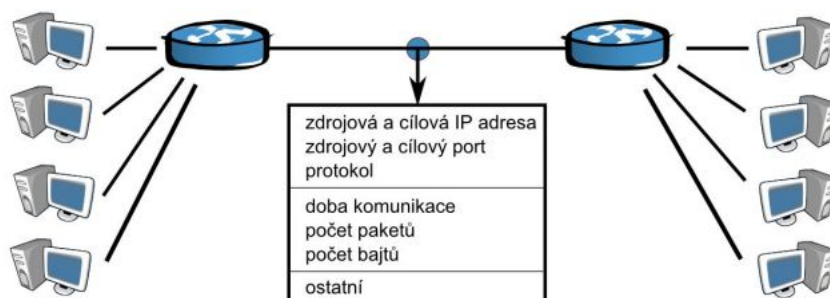 zdrojová a cílová IP adresa
zdrojový a cílový port
protokol
doba komunikace
počet paketů
počet bajtů
ostatní